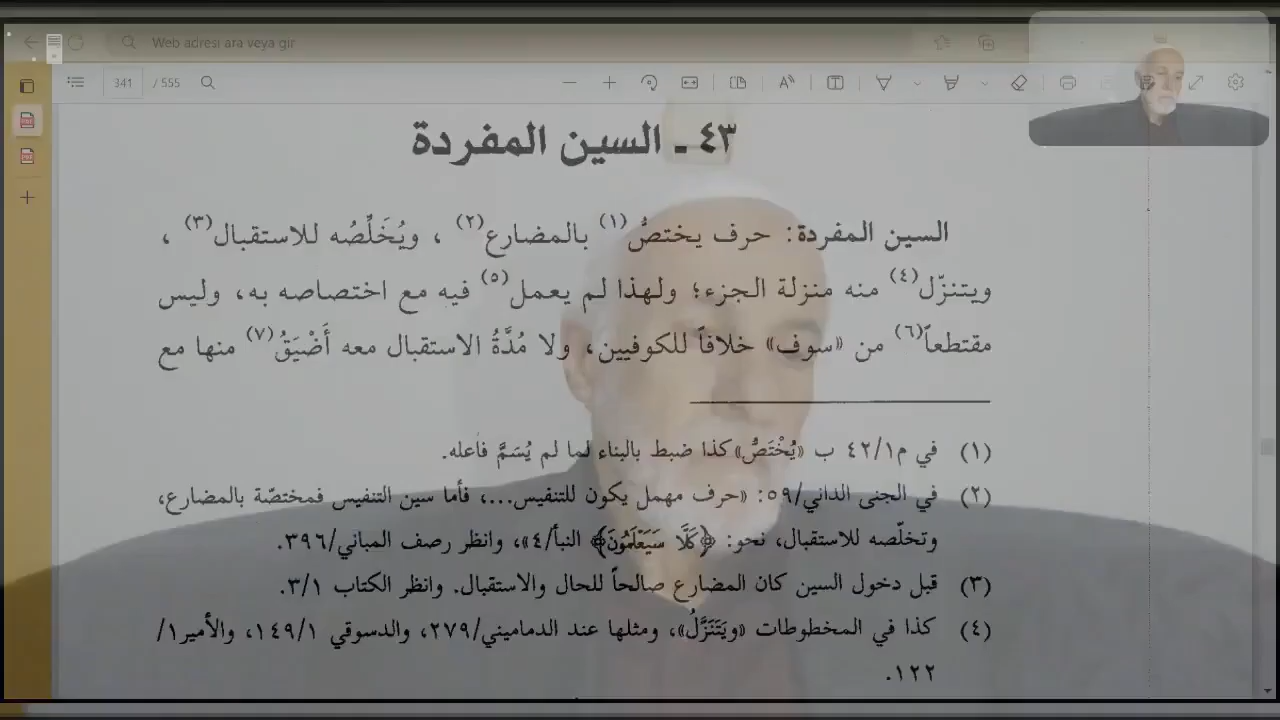 Web adresi ara veya gir
341 / 555
٤٣ ـ السين المفردة
السين المفردة: حرف يختصُّ(١) بالمضارع(٢) ، ويُخَلِّصُه للاستقبال(٣) ،
ويتنزّل(٤) منه منزلة الجزء؛ ولهذا لم يعمل(٥) فيه مع اختصاصه به، وليس
مقتطعاً(٦) من «سوف» خلافاً للكوفيين، ولا مُدَّةُ الاستقبال معه أَضْيَقُ(٧) منها مع
(١) في م٤٢/١ ب «يُخْتَصُّ» كذا ضبط بالبناء لما لم يُسَمَّ فاعله.
(٢) في الجنى الداني/٥٩: «حرف مهمل يكون للتنفيس...، فأما سين التنفيس فمختصّة بالمضارع،
وتخلّصه للاستقبال، نحو: ﴿كَلَّا سَيَعْلَمُونَ﴾ النبأ/٤»، وانظر رصف المباني/٣٩٦.
(٣) قبل دخول السين كان المضارع صالحاً للحال والاستقبال. وانظر الكتاب ٣/١.
(٤) كذا في المخطوطات «ويَتَنَزَّلُ»، ومثلها عند الدماميني/٢٧٩، والدسوقي ١٤٩/١، والأمير١/
١٢٢.